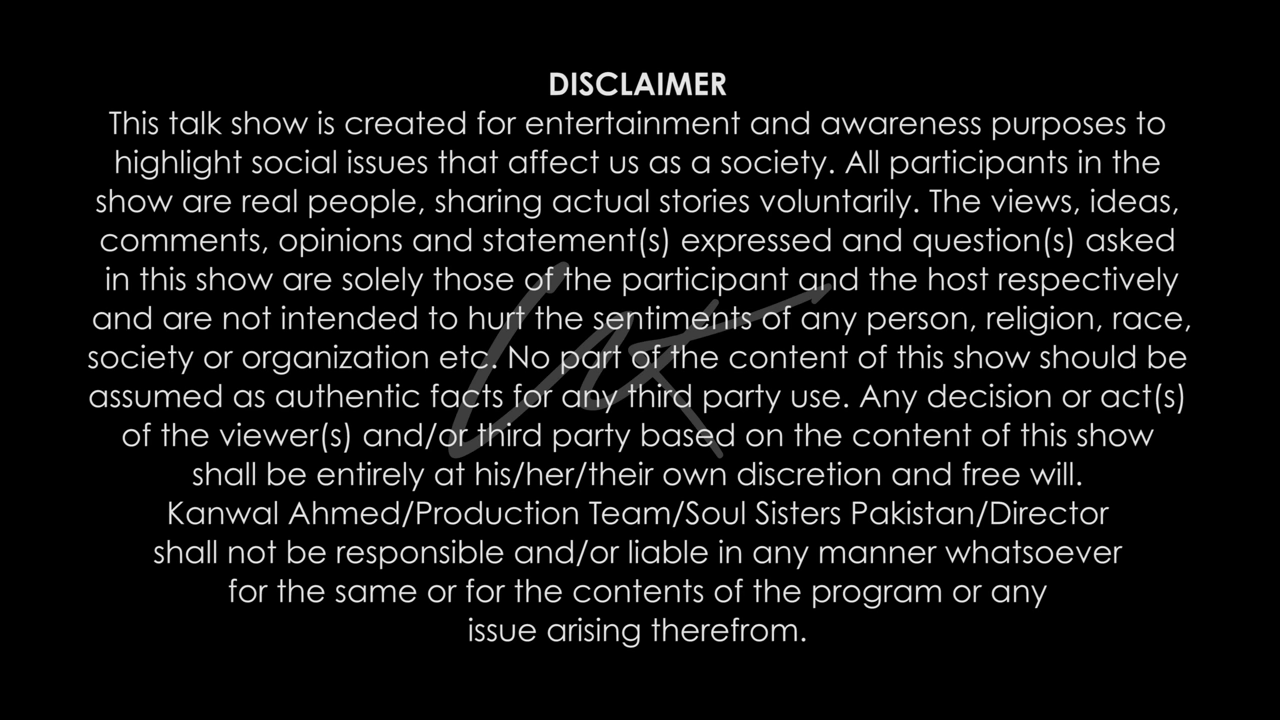 DISCLAIMER
This talk show is created for entertainment and awareness purposes to
highlight social issues that affect us as a society. All participants in the
show are real people, sharing actual stories voluntarily. The views, ideas,
comments, opinions and statement(s) expressed and question(s) asked
in this show are solely those of the participant and the host respectively
and are not intended to hurt the sentiments of any person, religion, race,
society or organization etc. No part of the content of this show should be
assumed as authentic facts for any third party use. Any decision or act(s)
of the viewer(s) and/or third party based on the content of this show
shall be entirely at his/her/their own discretion and free will.
Kanwal Ahmed/Production Team/Soul Sisters Pakistan/Director
shall not be responsible and/or liable in any manner whatsoever
for the same or for the contents of the program or any
issue arising therefrom.